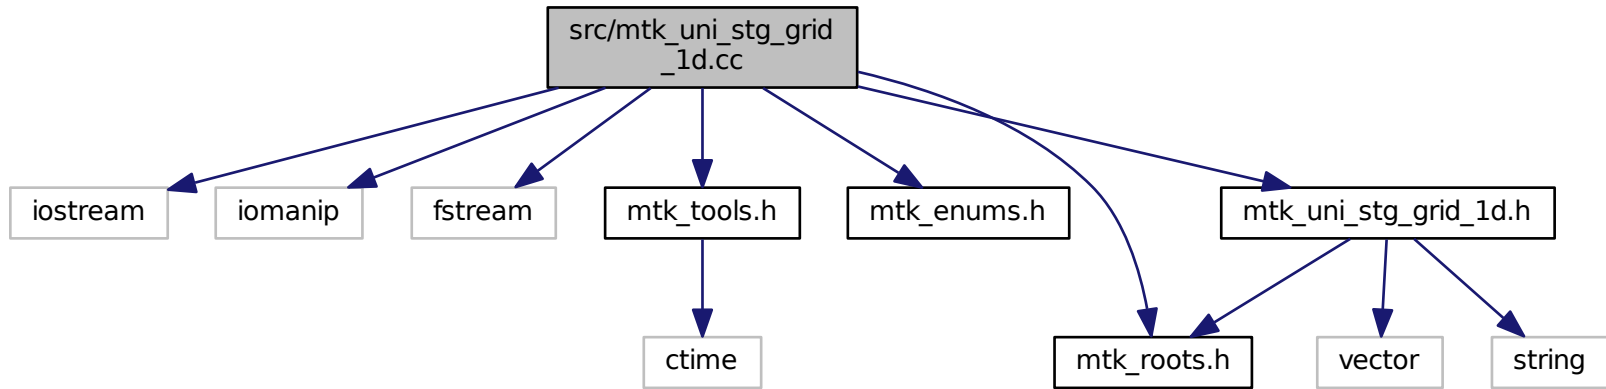 src/mtk_uni_stg_grid
_1d.cc
iostream
iomanip
fstream
mtk_tools.h
mtk_enums.h
mtk_uni_stg_grid_1d.h
ctime
mtk_roots.h
vector
string